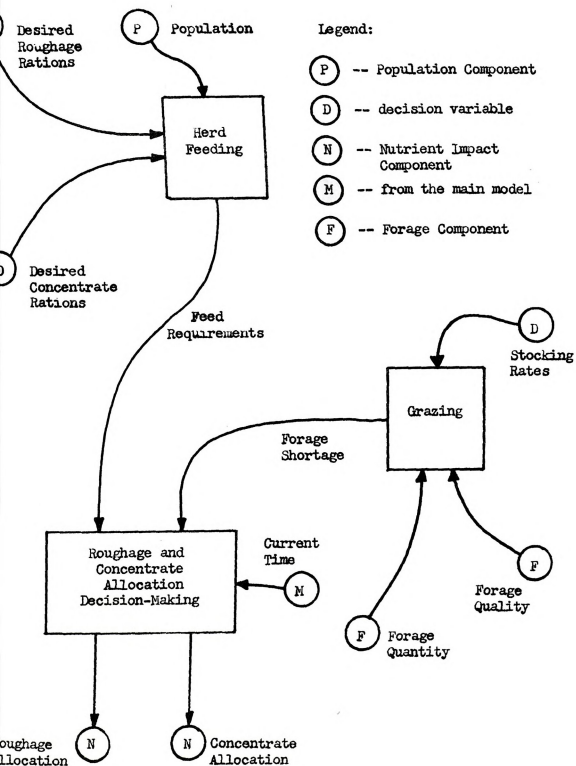 Desired
Roughage
Rations
P
Population
Legend:
P -- Population Component
D -- decision variable
N -- Nutrient Impact
Component
M -- from the main model
F -- Forage Component
Herd
Feeding
Desired
Concentrate
Rations
Feed
Requirements
D
Stocking
Rates
Grazing
Forage
Shortage
Roughage and
Concentrate
Allocation
Decision-Making
Current
Time
M
F
Forage
Quality
F
Forage
Quantity
oughage
llocation
N
N
Concentrate
Allocation